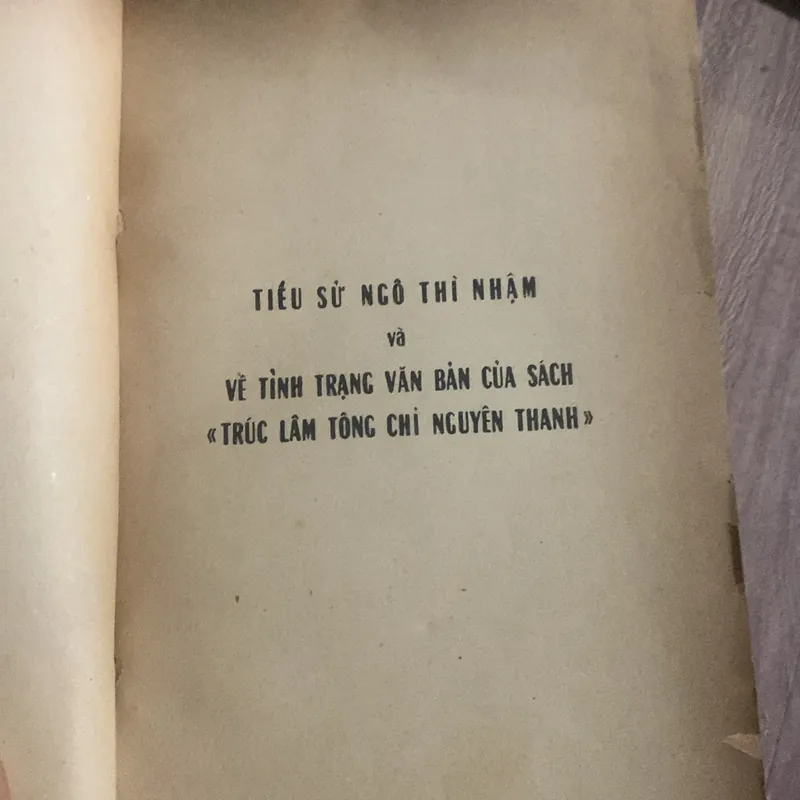 TIỂU SỬ NGÔ THÌ NHẬM
và
VỀ TÌNH TRẠNG VĂN BẢN CỦA SÁCH
«TRÚC LÂM TÔNG CHỈ NGUYÊN THANH»